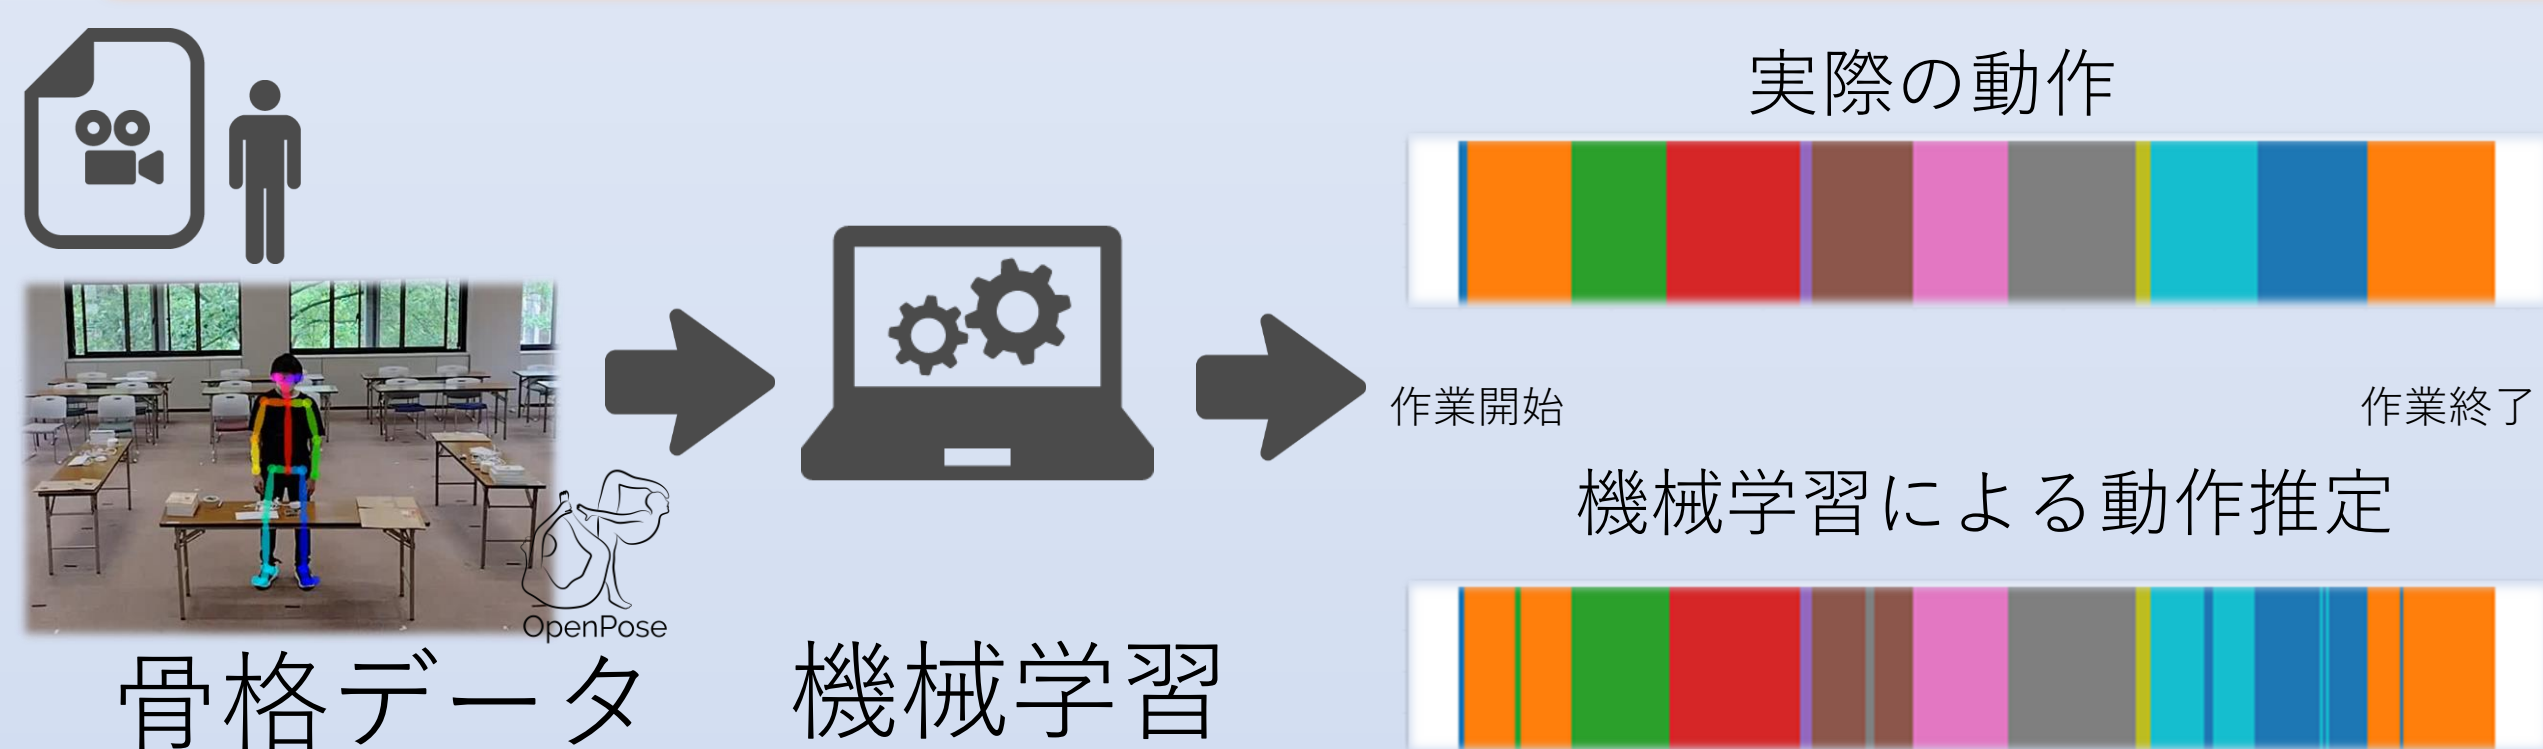 実際の動作
作業開始
作業終了
機械学習による動作推定
OpenPose
骨格データ
機械学習